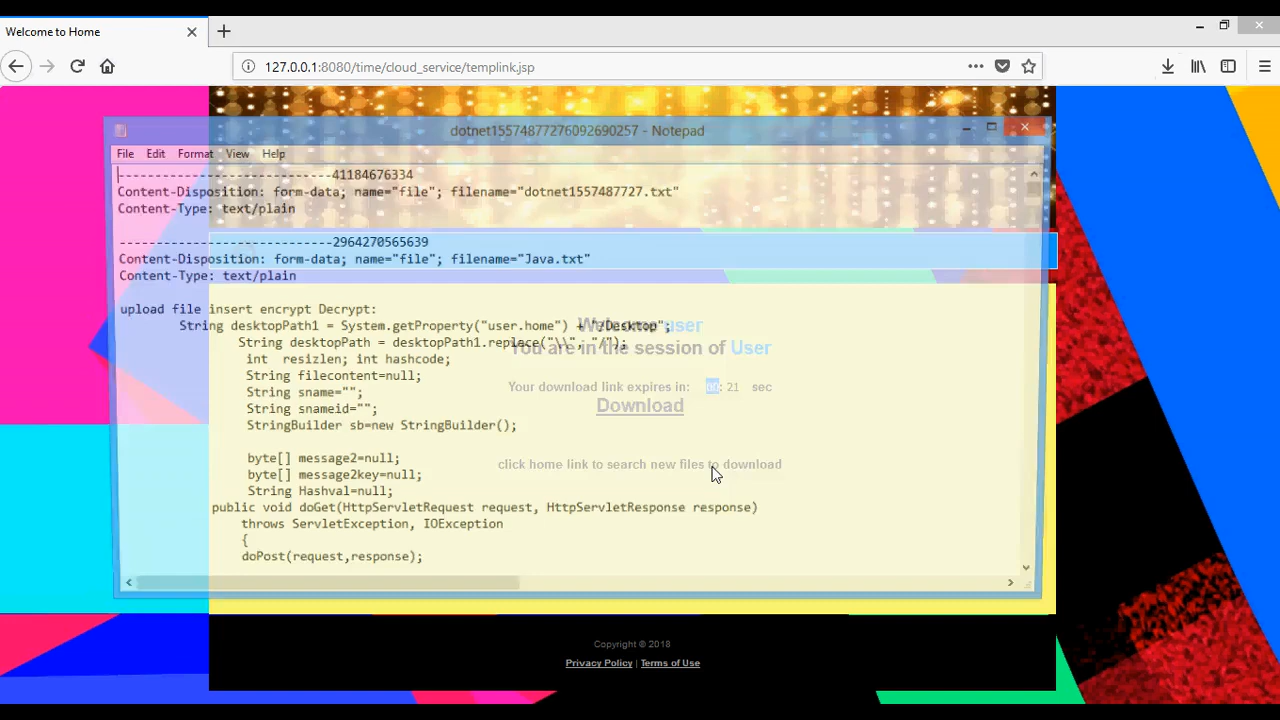 Welcome to Home
127.0.0.1:8080/time/cloud_service/templink.jsp
dotnet15574877276092690257 - Notepad
File Edit Format View Help
-----------------------------41184676334
Content-Disposition: form-data; name="file"; filename="dotnet1557487727.txt"
Content-Type: text/plain
-----------------------------2964270565639
Content-Disposition: form-data; name="file"; filename="Java.txt"
Content-Type: text/plain
upload file insert encrypt Decrypt:
String desktopPath1 = System.getProperty("user.home") + "/Desktop";
String desktopPath = desktopPath1.replace("\\", "/");
int resizlen; int hashcode;
String filecontent=null;
String sname="";
String snameid="";
StringBuilder sb=new StringBuilder();
byte[] message2=null;
byte[] message2key=null;
String Hashval=null;
public void doGet(HttpServletRequest request, HttpServletResponse response)
throws ServletException, IOException
{
doPost(request,response);
Welcome user
You are in the session of User
Your download link expires in: : 21 sec
Download
click home link to search new files to download
Copyright © 2018
Privacy Policy | Terms of Use